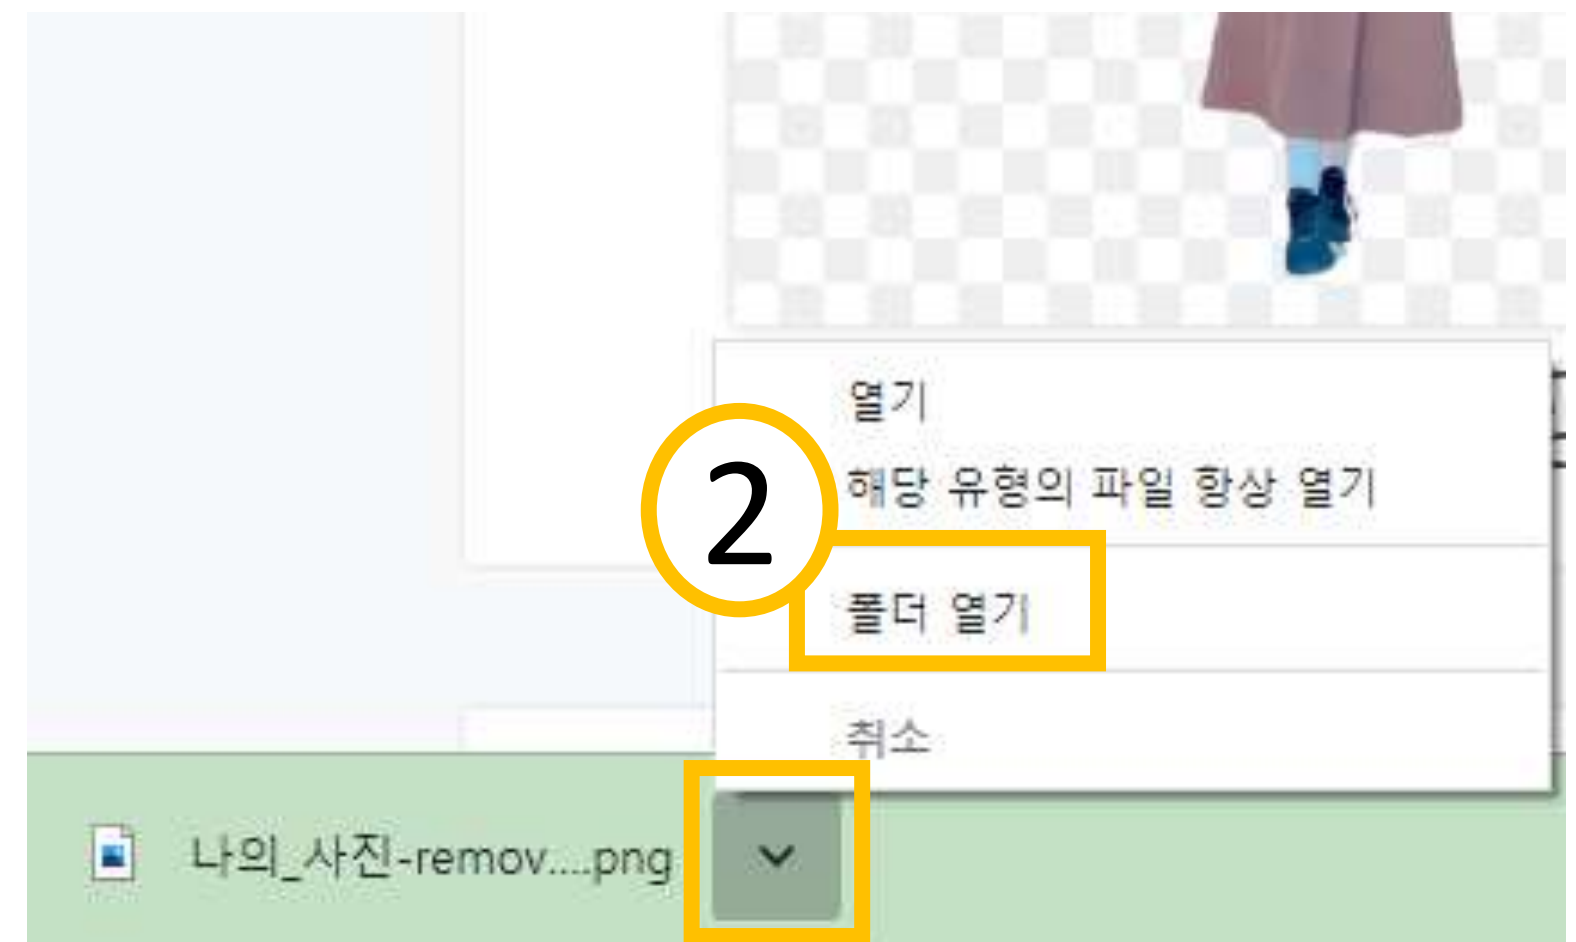 열기
해당 유형의 파일 항상 열기
2
폴더 열기
취소
나의_사진-remov....png